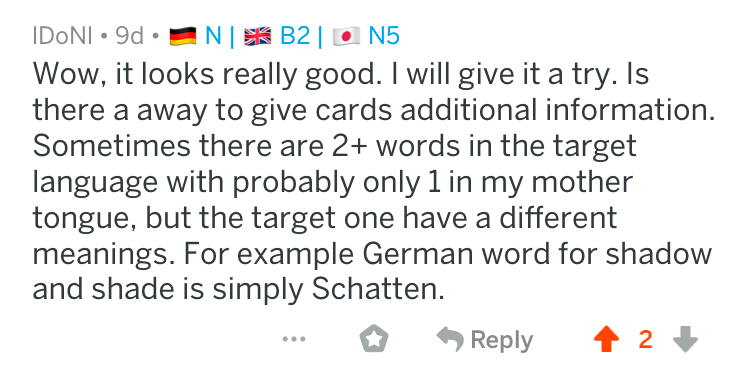 IDoNI • 9d • 🇩🇪 N | 🇬🇧 B2 | 🇯🇵 N5
Wow, it looks really good. I will give it a try. Is
there a away to give cards additional information.
Sometimes there are 2+ words in the target
language with probably only 1 in my mother
tongue, but the target one have a different
meanings. For example German word for shadow
and shade is simply Schatten.
Reply 2